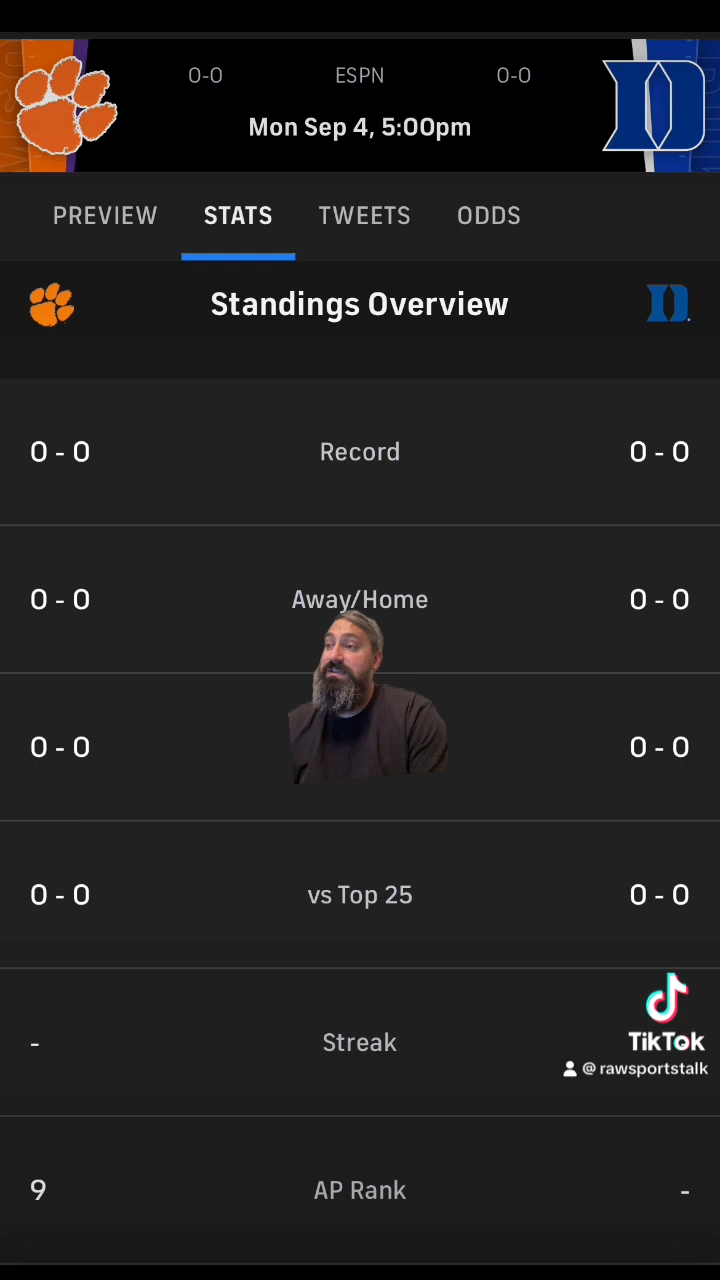 0-0 ESPN 0-0
Mon Sep 4, 5:00pm
PREVIEW STATS TWEETS ODDS
Standings Overview
0 - 0 Record 0 - 0
0 - 0 Away/Home 0 - 0
0 - 0 0 - 0
0 - 0 vs Top 25 0 - 0
- Streak
TikTok
@rawsportstalk
9 AP Rank -